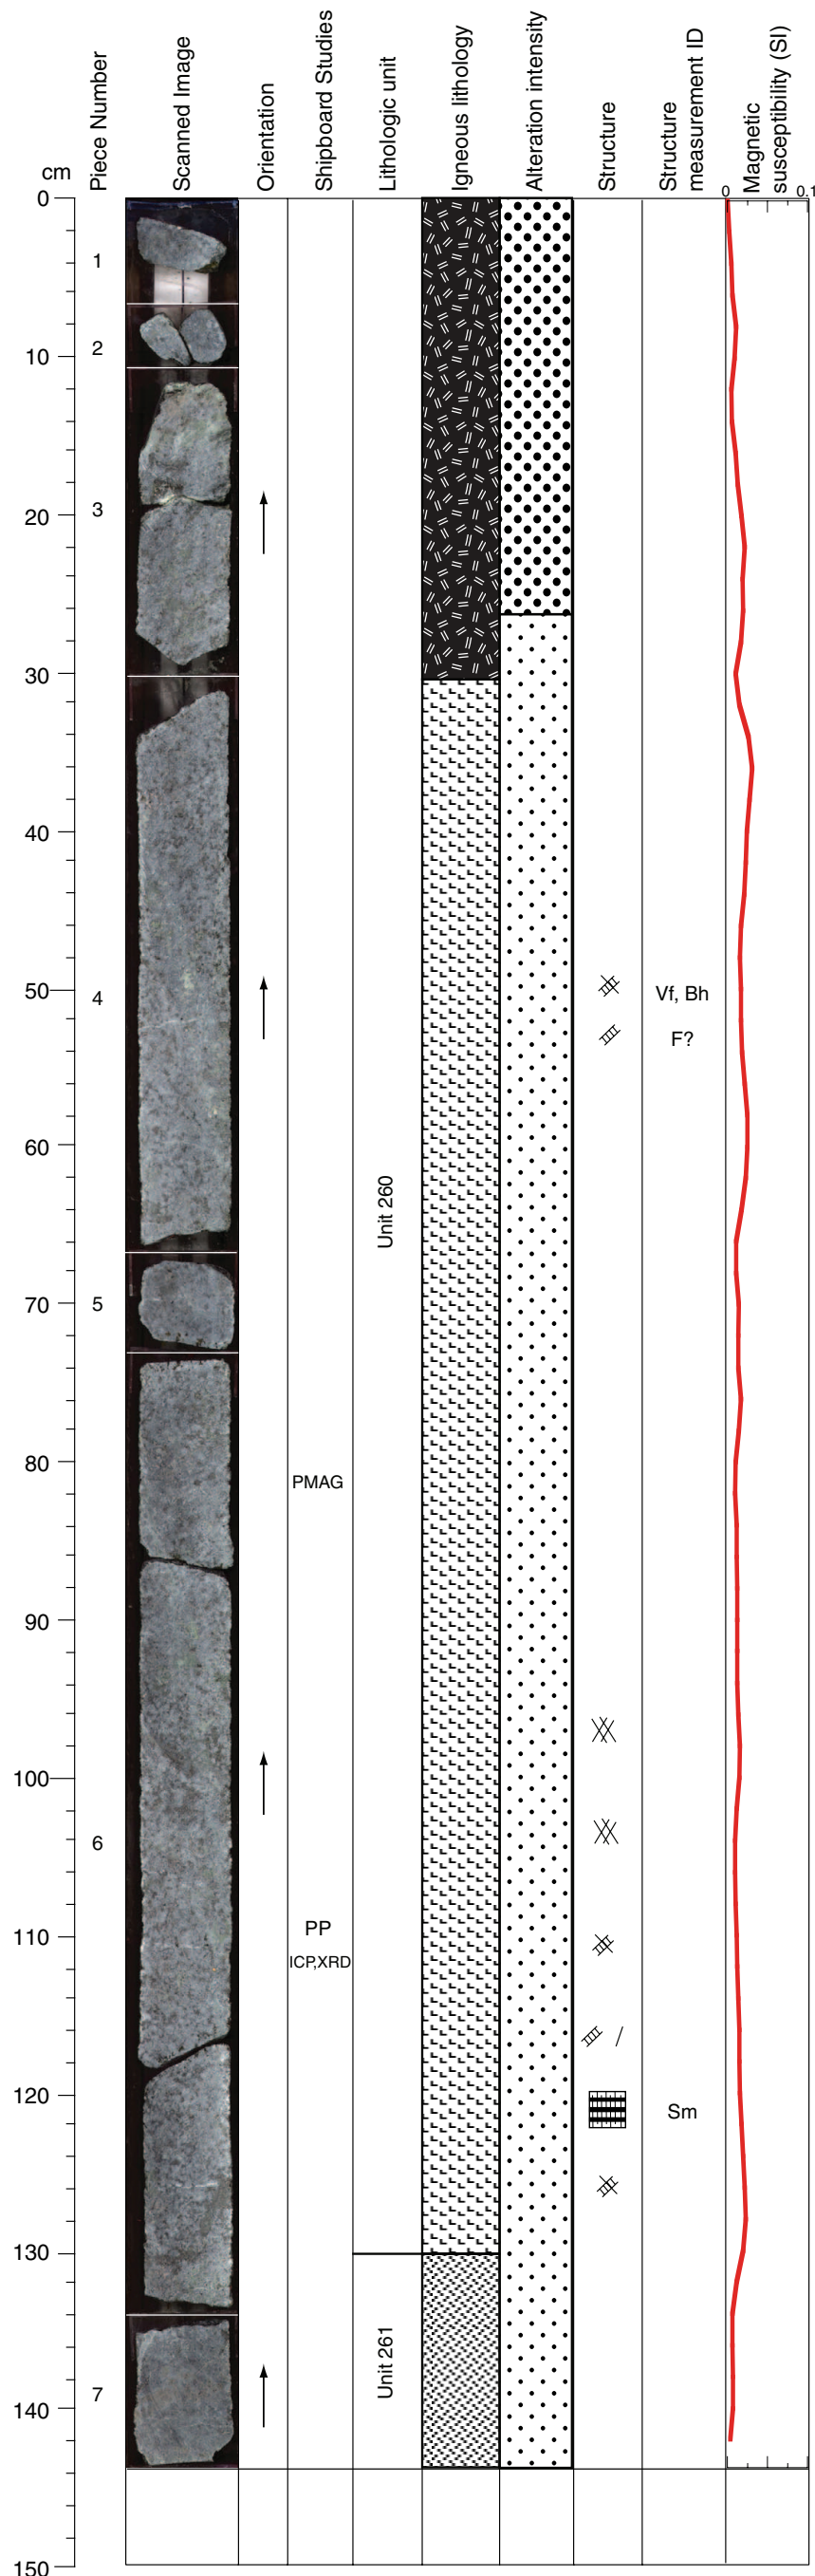 cm
Piece Number
Scanned Image
Orientation
Shipboard Studies
Lithologic unit
Igneous lithology
Alteration intensity
Structure
Structure
measurement ID
Magnetic
susceptibility (SI)
0 0.1
0
1
2
10
3
20
30
40
50
4
Vf, Bh
F?
60
Unit 260
70
5
80
PMAG
90
100
6
110
PP
ICP,XRD
120
Sm
130
Unit 261
7
140
150